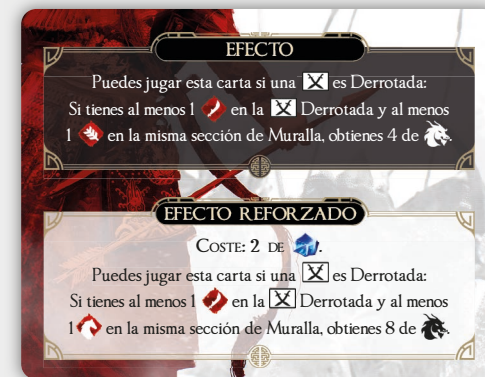 EFECTO
Puedes jugar esta carta si una es Derrotada:
Si tienes al menos 1 en la Derrotada y al menos
1 en la misma sección de Muralla, obtienes 4 de .
EFECTO REFORZADO
COSTE: 2 DE .
Puedes jugar esta carta si una es Derrotada:
Si tienes al menos 1 en la Derrotada y al menos
1 en la misma sección de Muralla, obtienes 8 de .